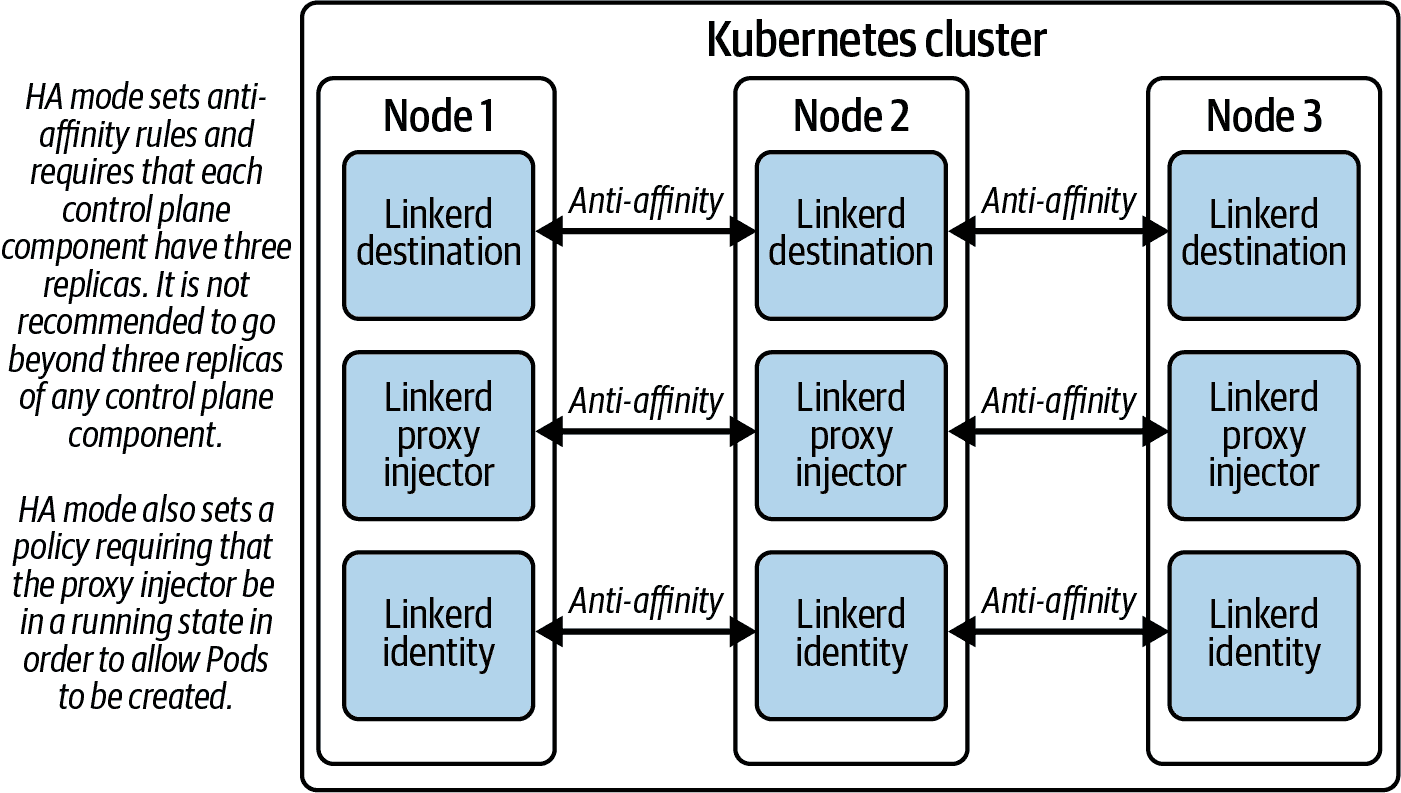 Kubernetes cluster
HA mode sets anti-
affinity rules and
requires that each
control plane
component have three
replicas. It is not
recommended to go
beyond three replicas
of any control plane
component.
HA mode also sets a
policy requiring that
the proxy injector be
in a running state in
order to allow Pods
to be created.
Node 1
Node 2
Node 3
Linkerd
destination
Anti-affinity
Linkerd
destination
Anti-affinity
Linkerd
destination
Linkerd
proxy
injector
Anti-affinity
Linkerd
proxy
injector
Anti-affinity
Linkerd
proxy
injector
Linkerd
identity
Anti-affinity
Linkerd
identity
Anti-affinity
Linkerd
identity